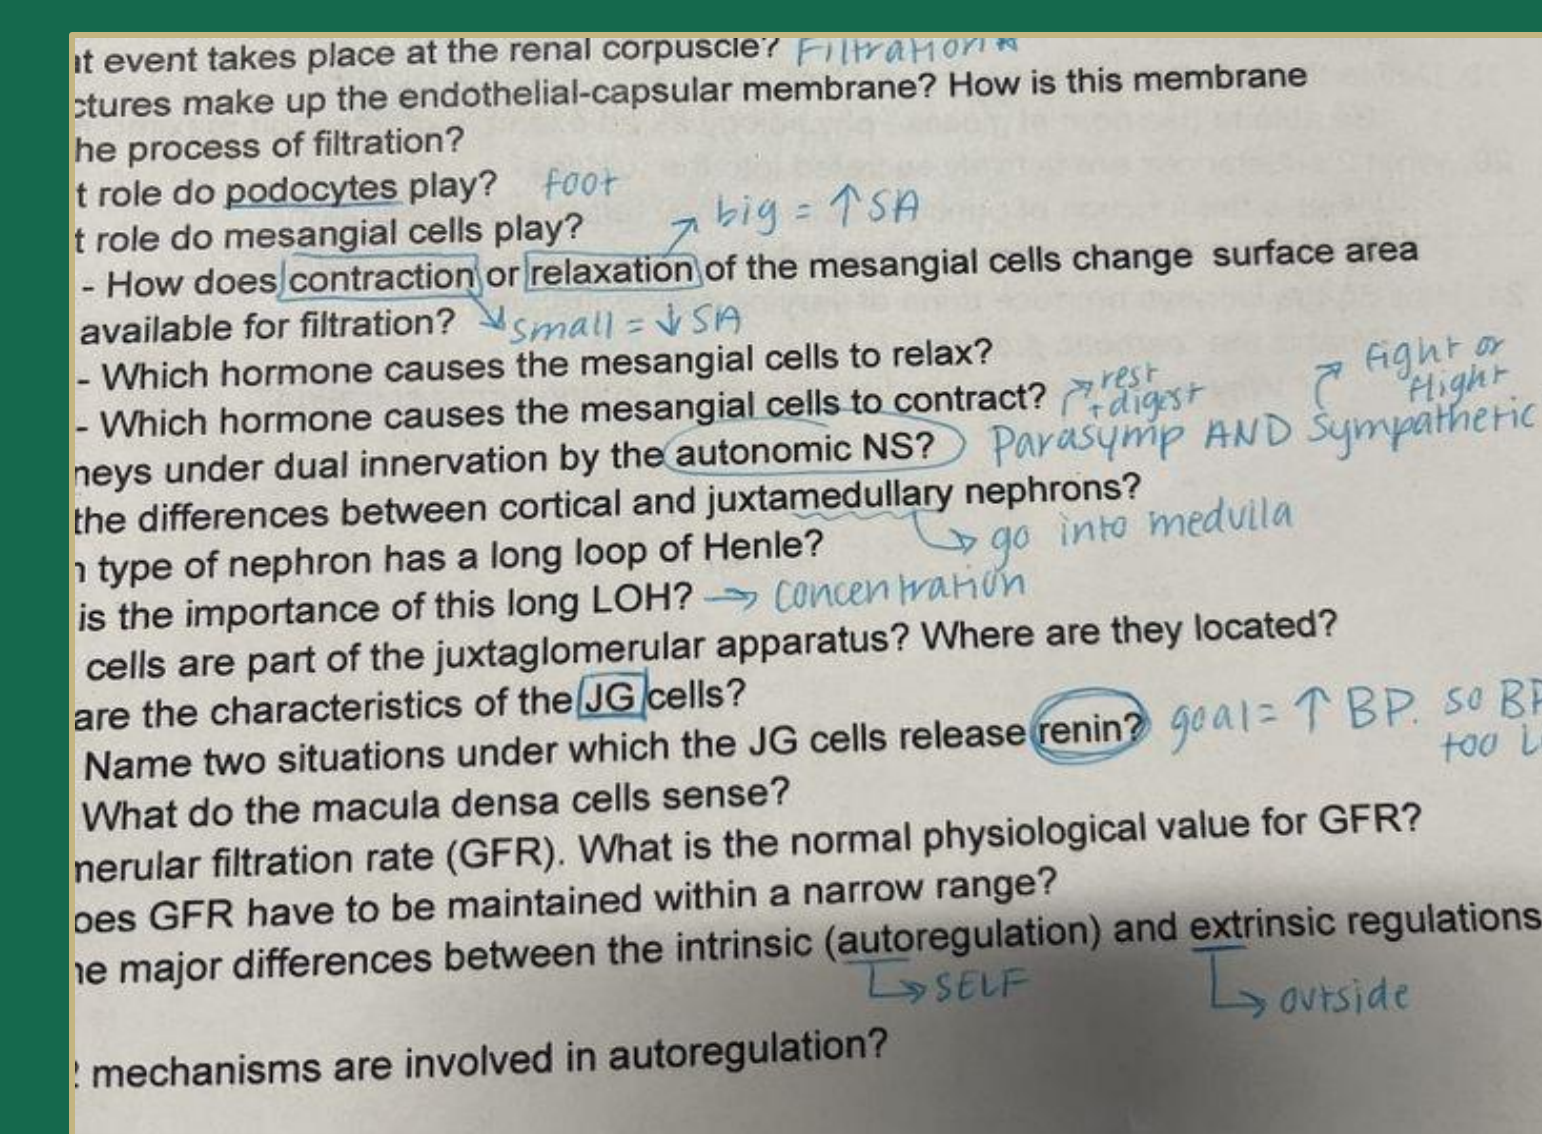 at event takes place at the renal corpuscle? Filtration
ctures make up the endothelial-capsular membrane? How is this membrane
he process of filtration?
t role do podocytes play? foot
t role do mesangial cells play? big = ↑ SA
- How does contraction or relaxation of the mesangial cells change surface area
available for filtration? small = ↓ SA
- Which hormone causes the mesangial cells to relax? Fight or
- Which hormone causes the mesangial cells to contract? rest + digest flight
neys under dual innervation by the autonomic NS? Parasymp AND Sympathetic
the differences between cortical and juxtamedullary nephrons?
n type of nephron has a long loop of Henle? go into medulla
is the importance of this long LOH? → concentration
cells are part of the juxtaglomerular apparatus? Where are they located?
are the characteristics of the JG cells?
Name two situations under which the JG cells release renin? goal = ↑ BP. so BP
What do the macula densa cells sense? too L
merular filtration rate (GFR). What is the normal physiological value for GFR?
oes GFR have to be maintained within a narrow range?
he major differences between the intrinsic (autoregulation) and extrinsic regulations
SELF outside
mechanisms are involved in autoregulation?